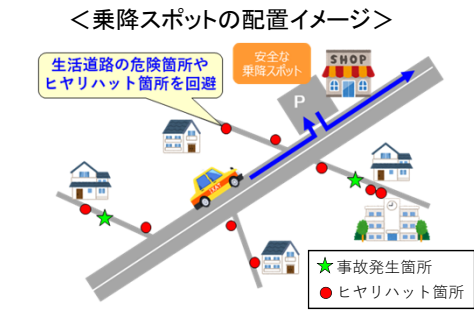 ＜乗降スポットの配置イメージ＞
生活道路の危険箇所や
ヒヤリハット箇所を回避
安全な
乗降スポット
SHOP
P
TAXI
事故発生箇所
ヒヤリハット箇所